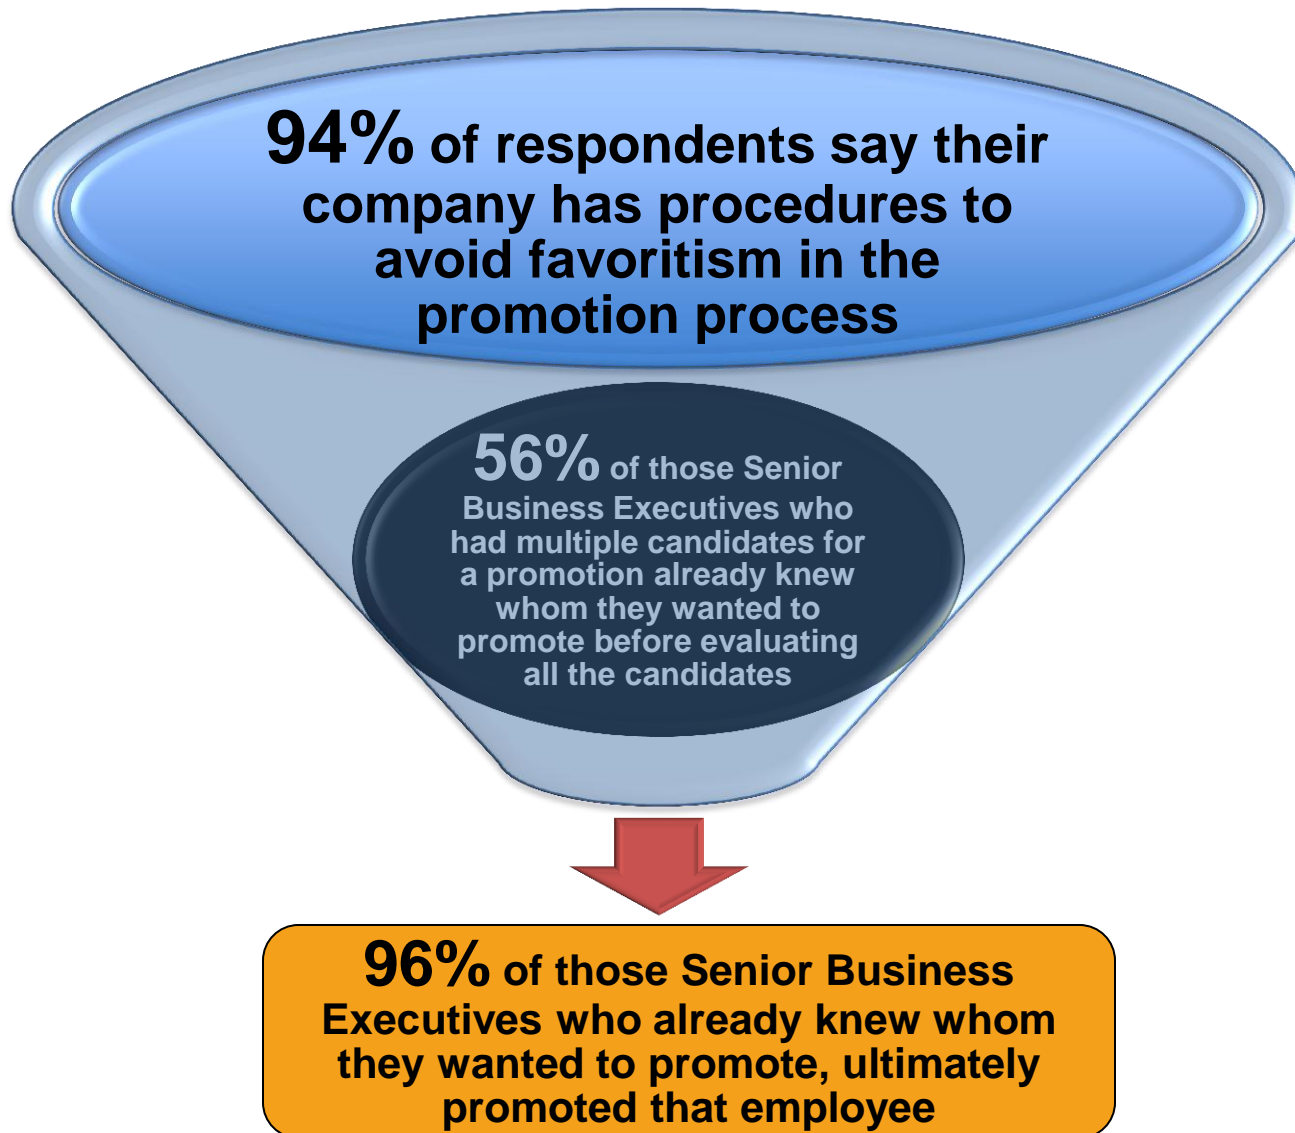 94% of respondents say their
company has procedures to
avoid favoritism in the
promotion process
56% of those Senior
Business Executives who
had multiple candidates for
a promotion already knew
whom they wanted to
promote before evaluating
all the candidates
96% of those Senior Business
Executives who already knew whom
they wanted to promote, ultimately
promoted that employee